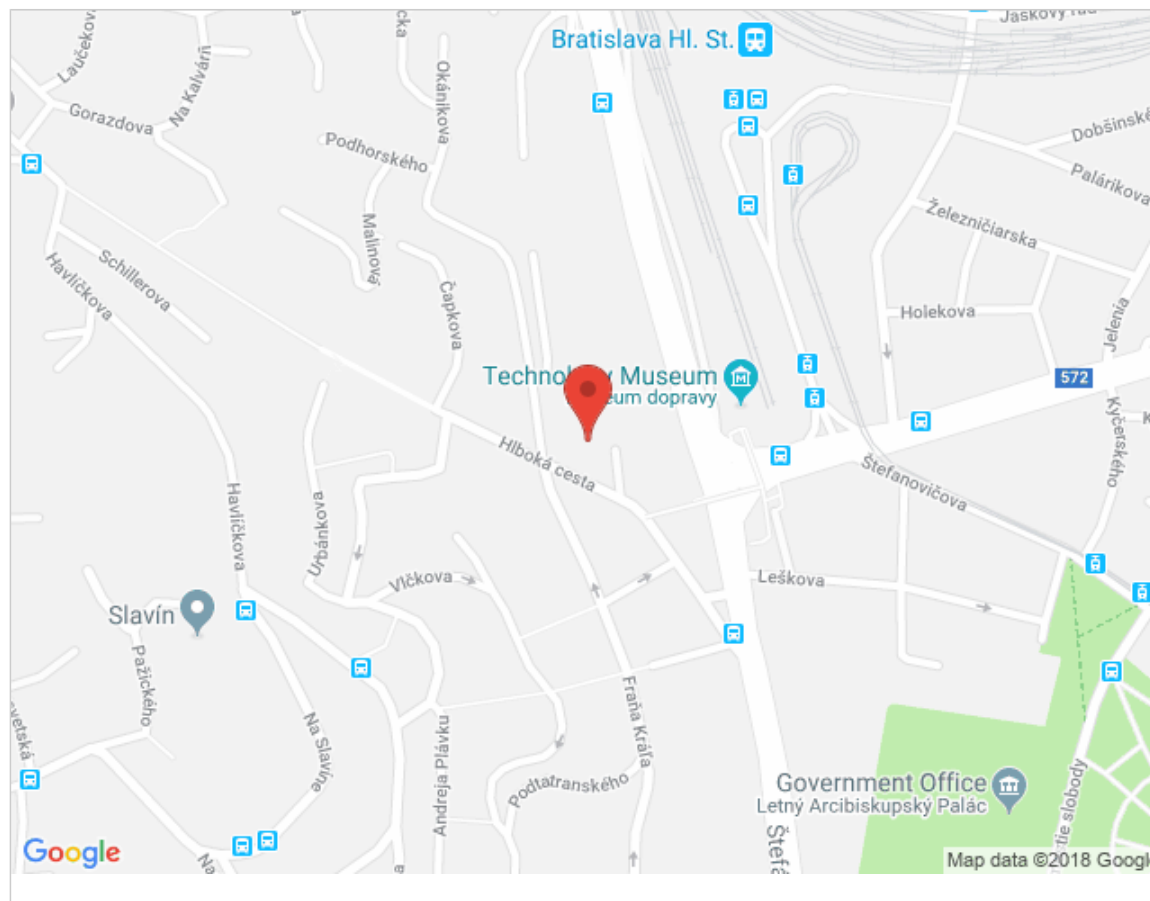 Jaskový rad
Bratislava Hl. St.
Laučekova
Na Kalvárii
Gorazdova
Okánikova
Podhorského
Malinové
Dobšinské
Palárikova
Železničiarska
Schillerova
Havlíčkova
Čapkova
Holekova
Jelenia
572
Technology Museum
Múzeum dopravy
Kyčerského
K
Hlboká cesta
Štefanovičova
Havlíčkova
Urbánkova
Vlčkova
Leškova
Slavín
Pažického
Na Slavíne
Andreja Plávku
Fraňa Kráľa
Podtatranského
Government Office
Letný Arcibiskupský Palác
Google
Map data ©2018 Google